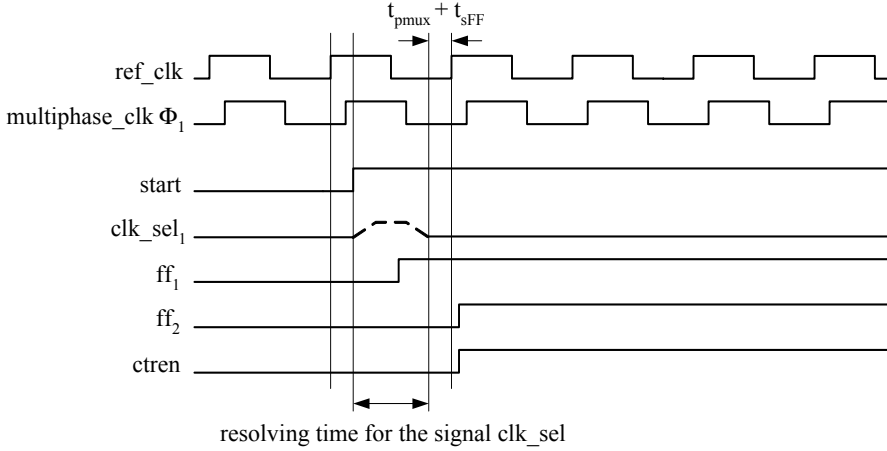 t_pmux + t_sFF
ref_clk
multiphase_clk Φ_1
start
clk_sel_1
ff_1
ff_2
ctren
resolving time for the signal clk_sel